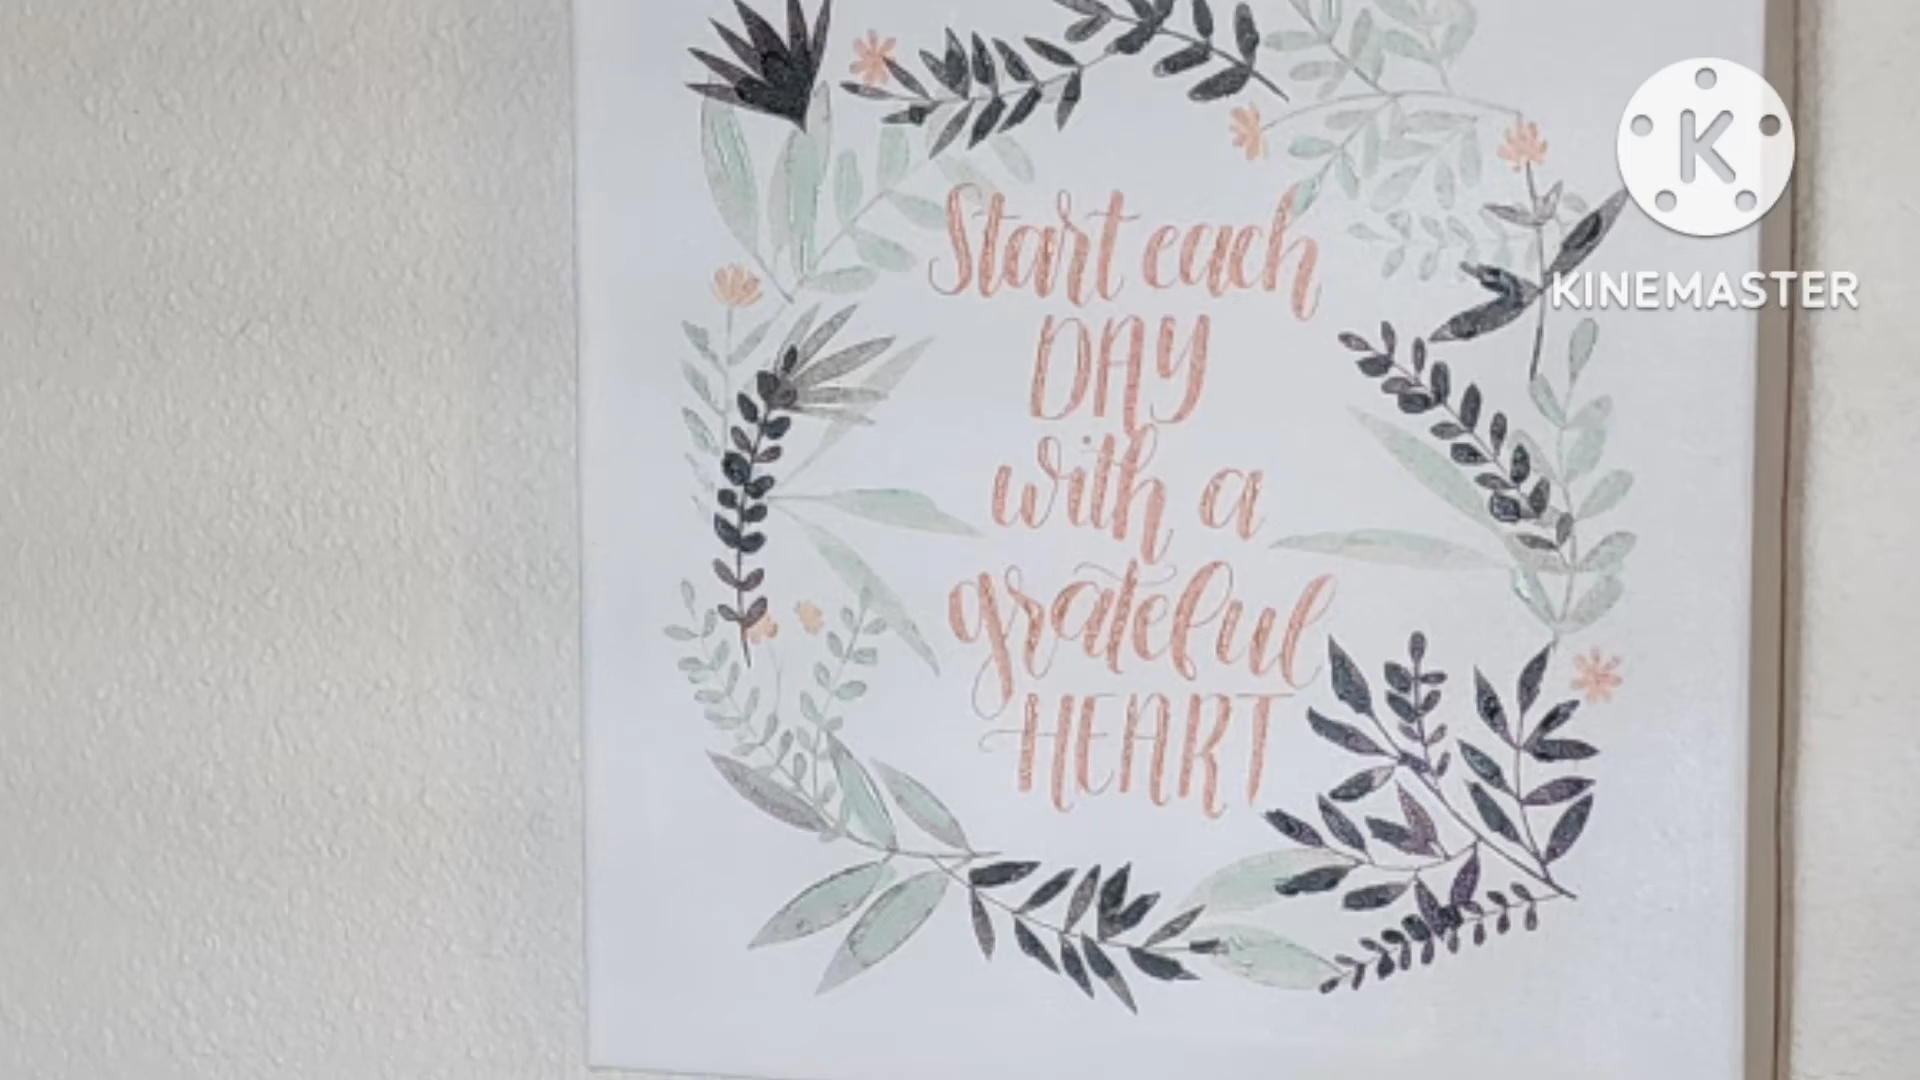 Start each
DAY
with a
grateful
HEART
K
KINEMASTER